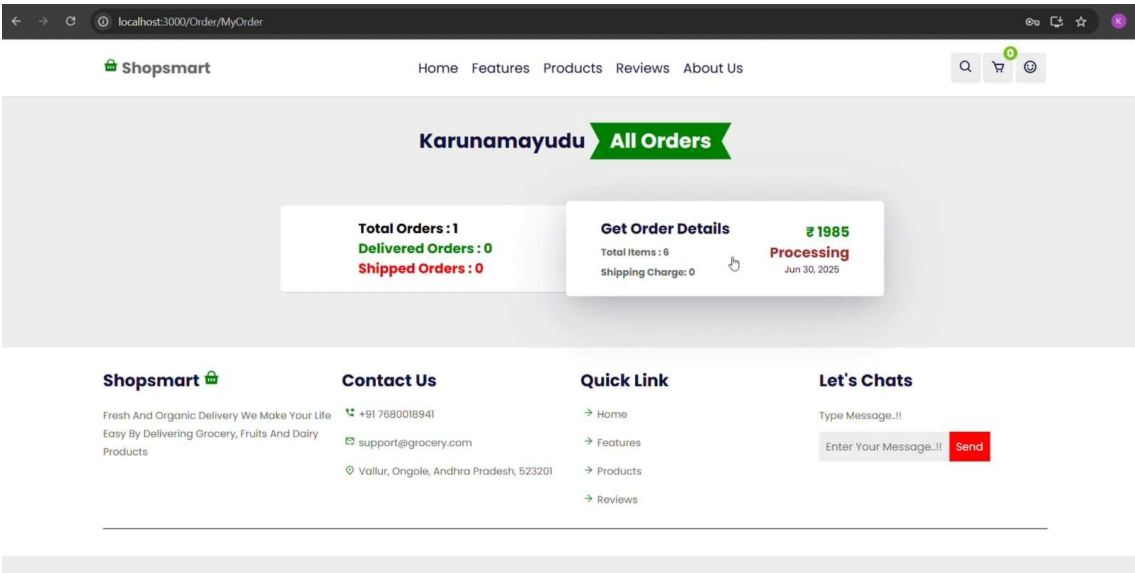 localhost:3000/Order/MyOrder
K
Shopsmart
Home Features Products Reviews About Us
0
Karunamayudu All Orders
Total Orders : 1
Delivered Orders : 0
Shipped Orders : 0
Get Order Details
Total Items : 6
Shipping Charge: 0
₹ 1985
Processing
Jun 30, 2025
Shopsmart
Fresh And Organic Delivery We Make Your Life
Easy By Delivering Grocery, Fruits And Dairy
Products
Contact Us
+91 7680018941
support@grocery.com
Vallur, Ongole, Andhra Pradesh, 523201
Quick Link
Home
Features
Products
Reviews
Let's Chats
Type Message..!!
Enter Your Message..!! Send